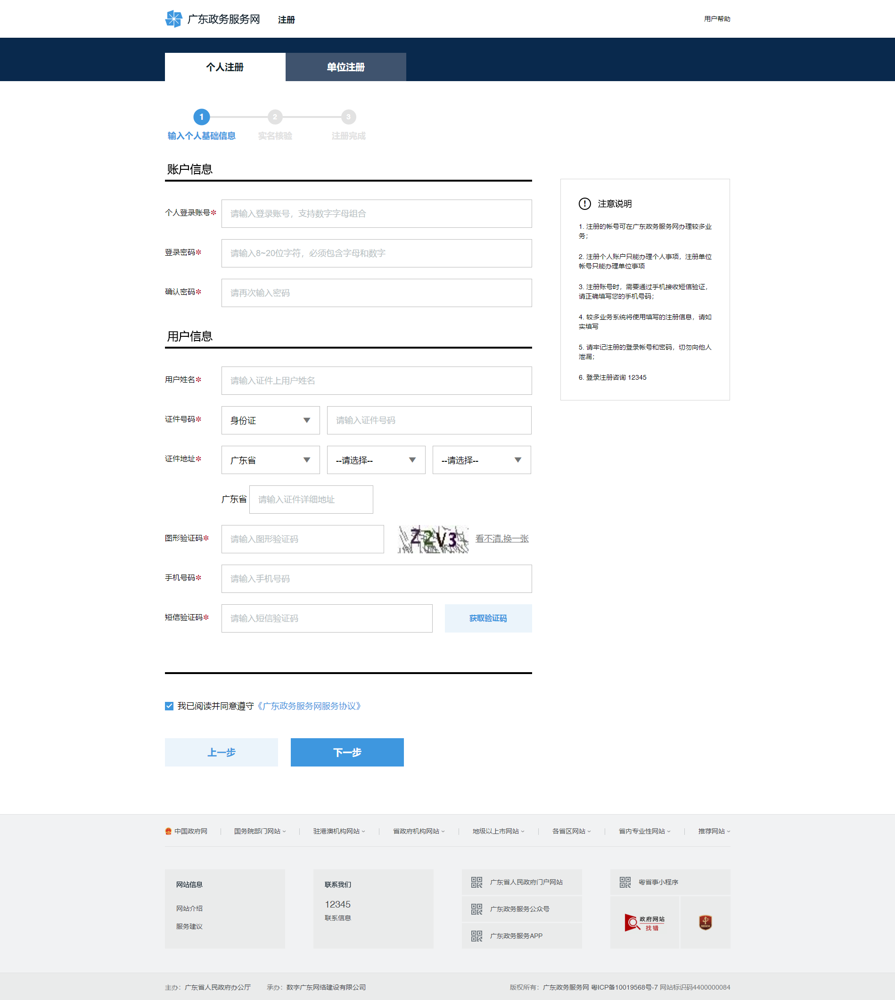 广东政务服务网 注册 用户帮助
个人注册 单位注册
1 2 3
输入个人基础信息 实名核验 注册完成
账户信息
个人登录账号* 请输入登录账号，支持数字字母组合
登录密码* 请输入8~20位字符，必须包含字母和数字
确认密码* 请再次输入密码
用户信息
用户姓名* 请输入证件上用户姓名
证件号码* 身份证 请输入证件号码
证件地址* 广东省 --请选择-- --请选择--
广东省 请输入证件详细地址
图形验证码* 请输入图形验证码 Z2V3 看不清,换一张
手机号码* 请输入手机号码
短信验证码* 请输入短信验证码 获取验证码
注意说明
1. 注册的帐号可在广东政务服务网办理较多业
务；
2. 注册个人账户只能办理个人事项，注册单位
帐号只能办理单位事项
3. 注册账号时，需要通过手机接收短信验证，
请正确填写您的手机号码；
4. 较多业务系统将使用填写的注册信息，请如
实填写
5. 请牢记注册的登录帐号和密码，切勿向他人
泄漏；
6. 登录注册咨询 12345
我已阅读并同意遵守《广东政务服务网服务协议》
上一步 下一步
中国政府网 国务院部门网站 驻港澳机构网站 省政府机构网站 地级以上市网站 各省区网站 省内专业性网站 推荐网站
网站信息
网站介绍
服务建议
联系我们
12345
联系信息
广东省人民政府门户网站
广东政务服务公众号
广东政务服务APP
粤省事小程序
政府网站
找错
主办：广东省人民政府办公厅 承办：数字广东网络建设有限公司 版权所有：广东政务服务网 粤ICP备10019568号-7 网站标识码4400000084